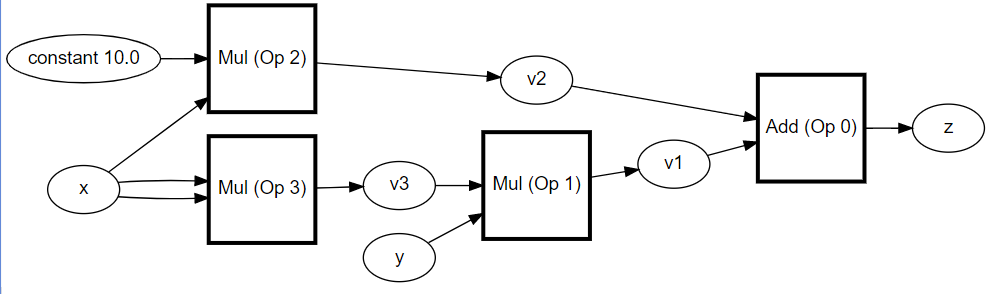 constant 10.0
Mul (Op 2)
v2
Add (Op 0)
z
x
Mul (Op 3)
v3
Mul (Op 1)
v1
y